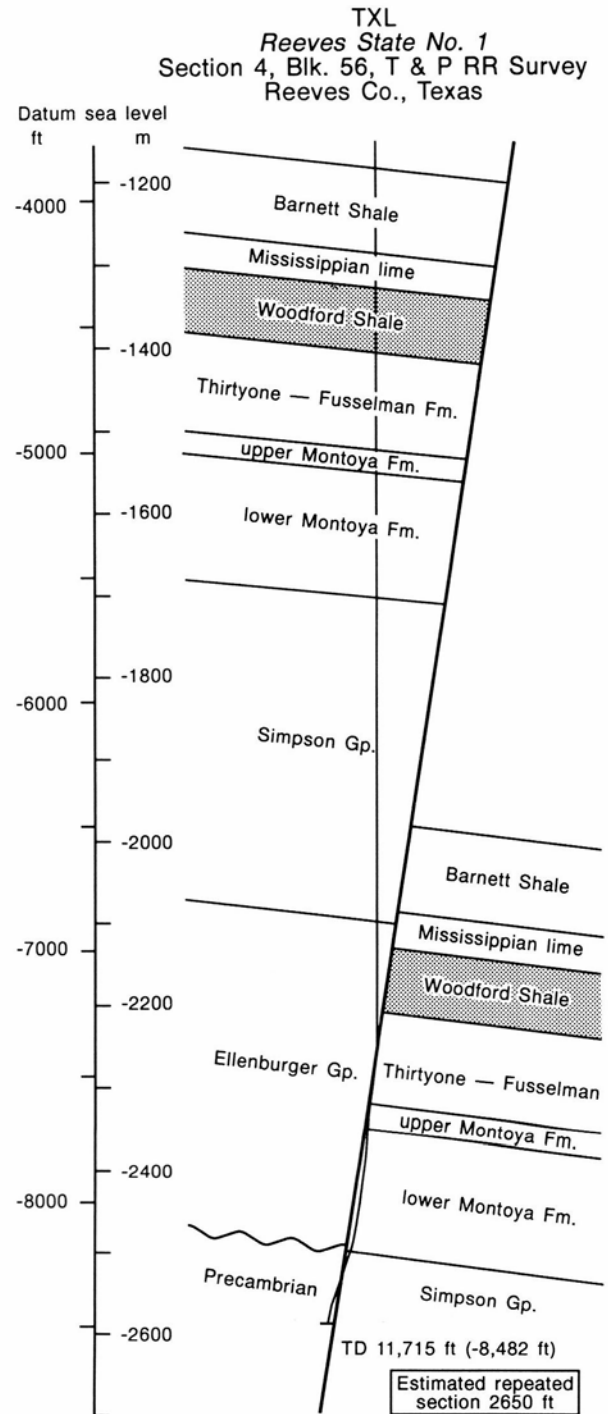 TXL
Reeves State No. 1
Section 4, Blk. 56, T & P RR Survey
Reeves Co., Texas
Datum sea level
ft m
-1200
-4000
Barnett Shale
Mississippian lime
Woodford Shale
-1400
Thirtyone — Fusselman Fm.
-5000
upper Montoya Fm.
-1600
lower Montoya Fm.
-1800
-6000
Simpson Gp.
-2000
Barnett Shale
Mississippian lime
-7000
Woodford Shale
-2200
Ellenburger Gp.
Thirtyone — Fusselman
upper Montoya Fm.
-2400
-8000
lower Montoya Fm.
Precambrian
Simpson Gp.
-2600
TD 11,715 ft (-8,482 ft)
Estimated repeated
section 2650 ft